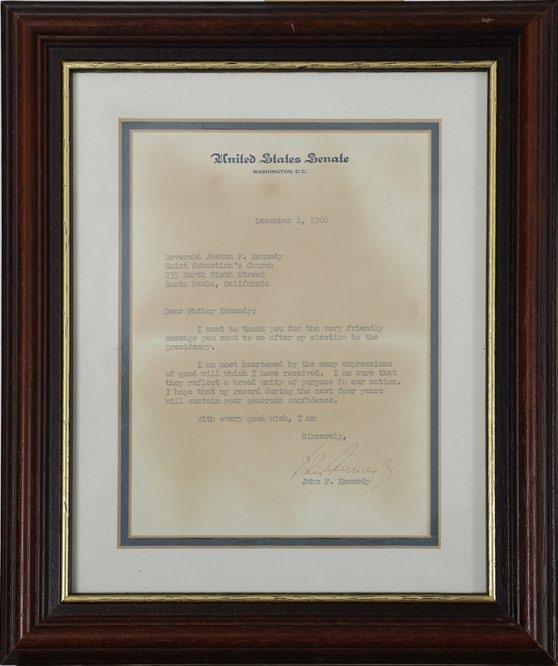 United States Senate
WASHINGTON, D.C.
December 1, 1960
Reverend Joshua F. Kennedy
Saint Sebastian's Church
235 North Ninth Street
Santa Paula, California
Dear Father Kennedy:
I want to thank you for the very friendly
message you sent to me after my election to the
presidency.
I am most heartened by the many expressions
of good will which I have received. I am sure that
they reflect a broad unity of purpose in our nation.
I hope that my record during the next four years
will sustain your generous confidence.
With every good wish, I am
Sincerely,
John F. Kennedy